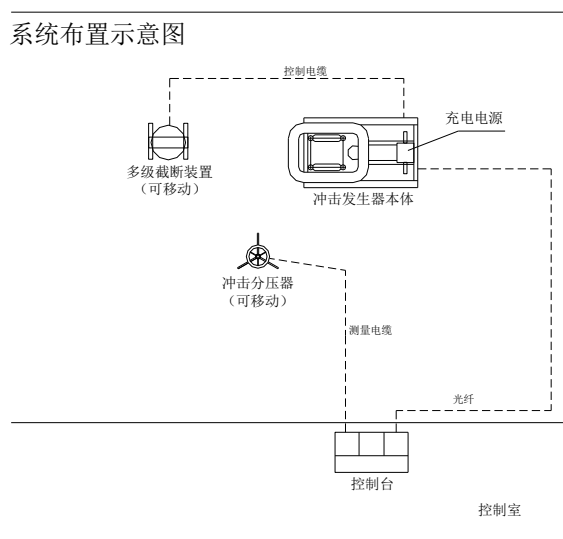 系统布置示意图
控制电缆
充电电源
多级截断装置
（可移动）
冲击发生器本体
冲击分压器
（可移动）
测量电缆
光纤
控制台
控制室